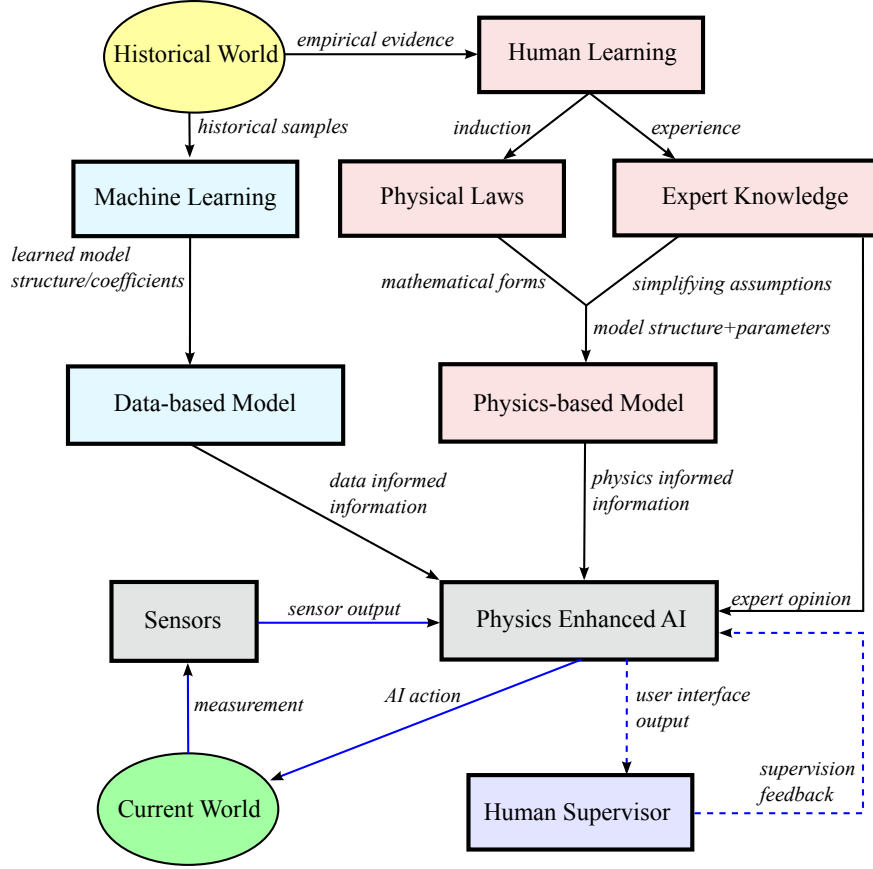 Historical World
empirical evidence
Human Learning
historical samples
induction
experience
Machine Learning
Physical Laws
Expert Knowledge
learned model
structure/coefficients
mathematical forms
simplifying assumptions
model structure+parameters
Data-based Model
Physics-based Model
data informed
information
physics informed
information
Sensors
sensor output
Physics Enhanced AI
expert opinion
measurement
AI action
user interface
output
supervision
feedback
Current World
Human Supervisor